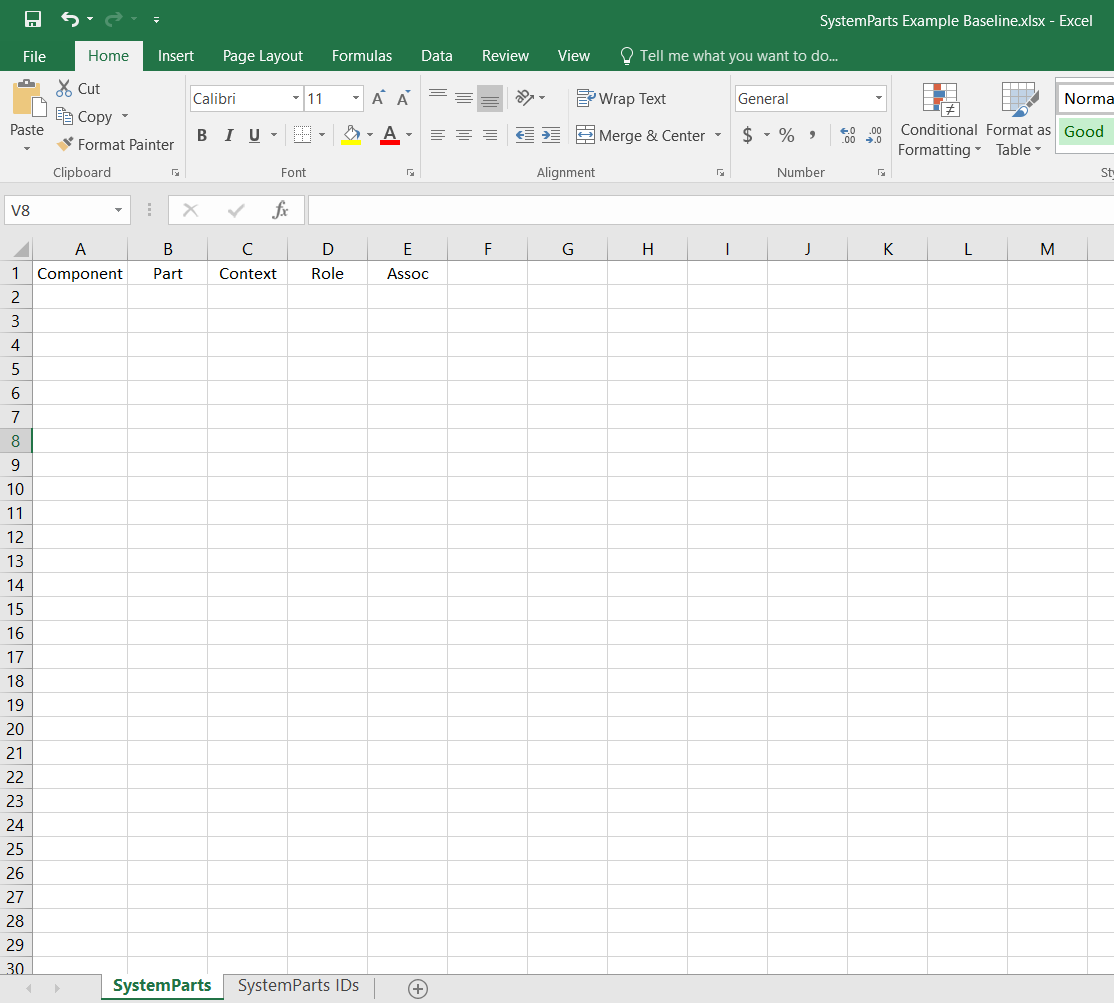 SystemParts Example Baseline.xlsx - Excel
File Home Insert Page Layout Formulas Data Review View Tell me what you want to do...
Paste
Cut
Copy
Format Painter
Clipboard
Calibri 11 A A
B I U A
Font
Wrap Text
Merge & Center
Alignment
General
$ % , .0 .00 .00 .0
Number
Conditional Formatting
Format as Table
Norma
Good
Sty
V8 fx
A B C D E F G H I J K L M
1 Component Part Context Role Assoc
2
3
4
5
6
7
8
9
10
11
12
13
14
15
16
17
18
19
20
21
22
23
24
25
26
27
28
29
30
SystemParts SystemParts IDs